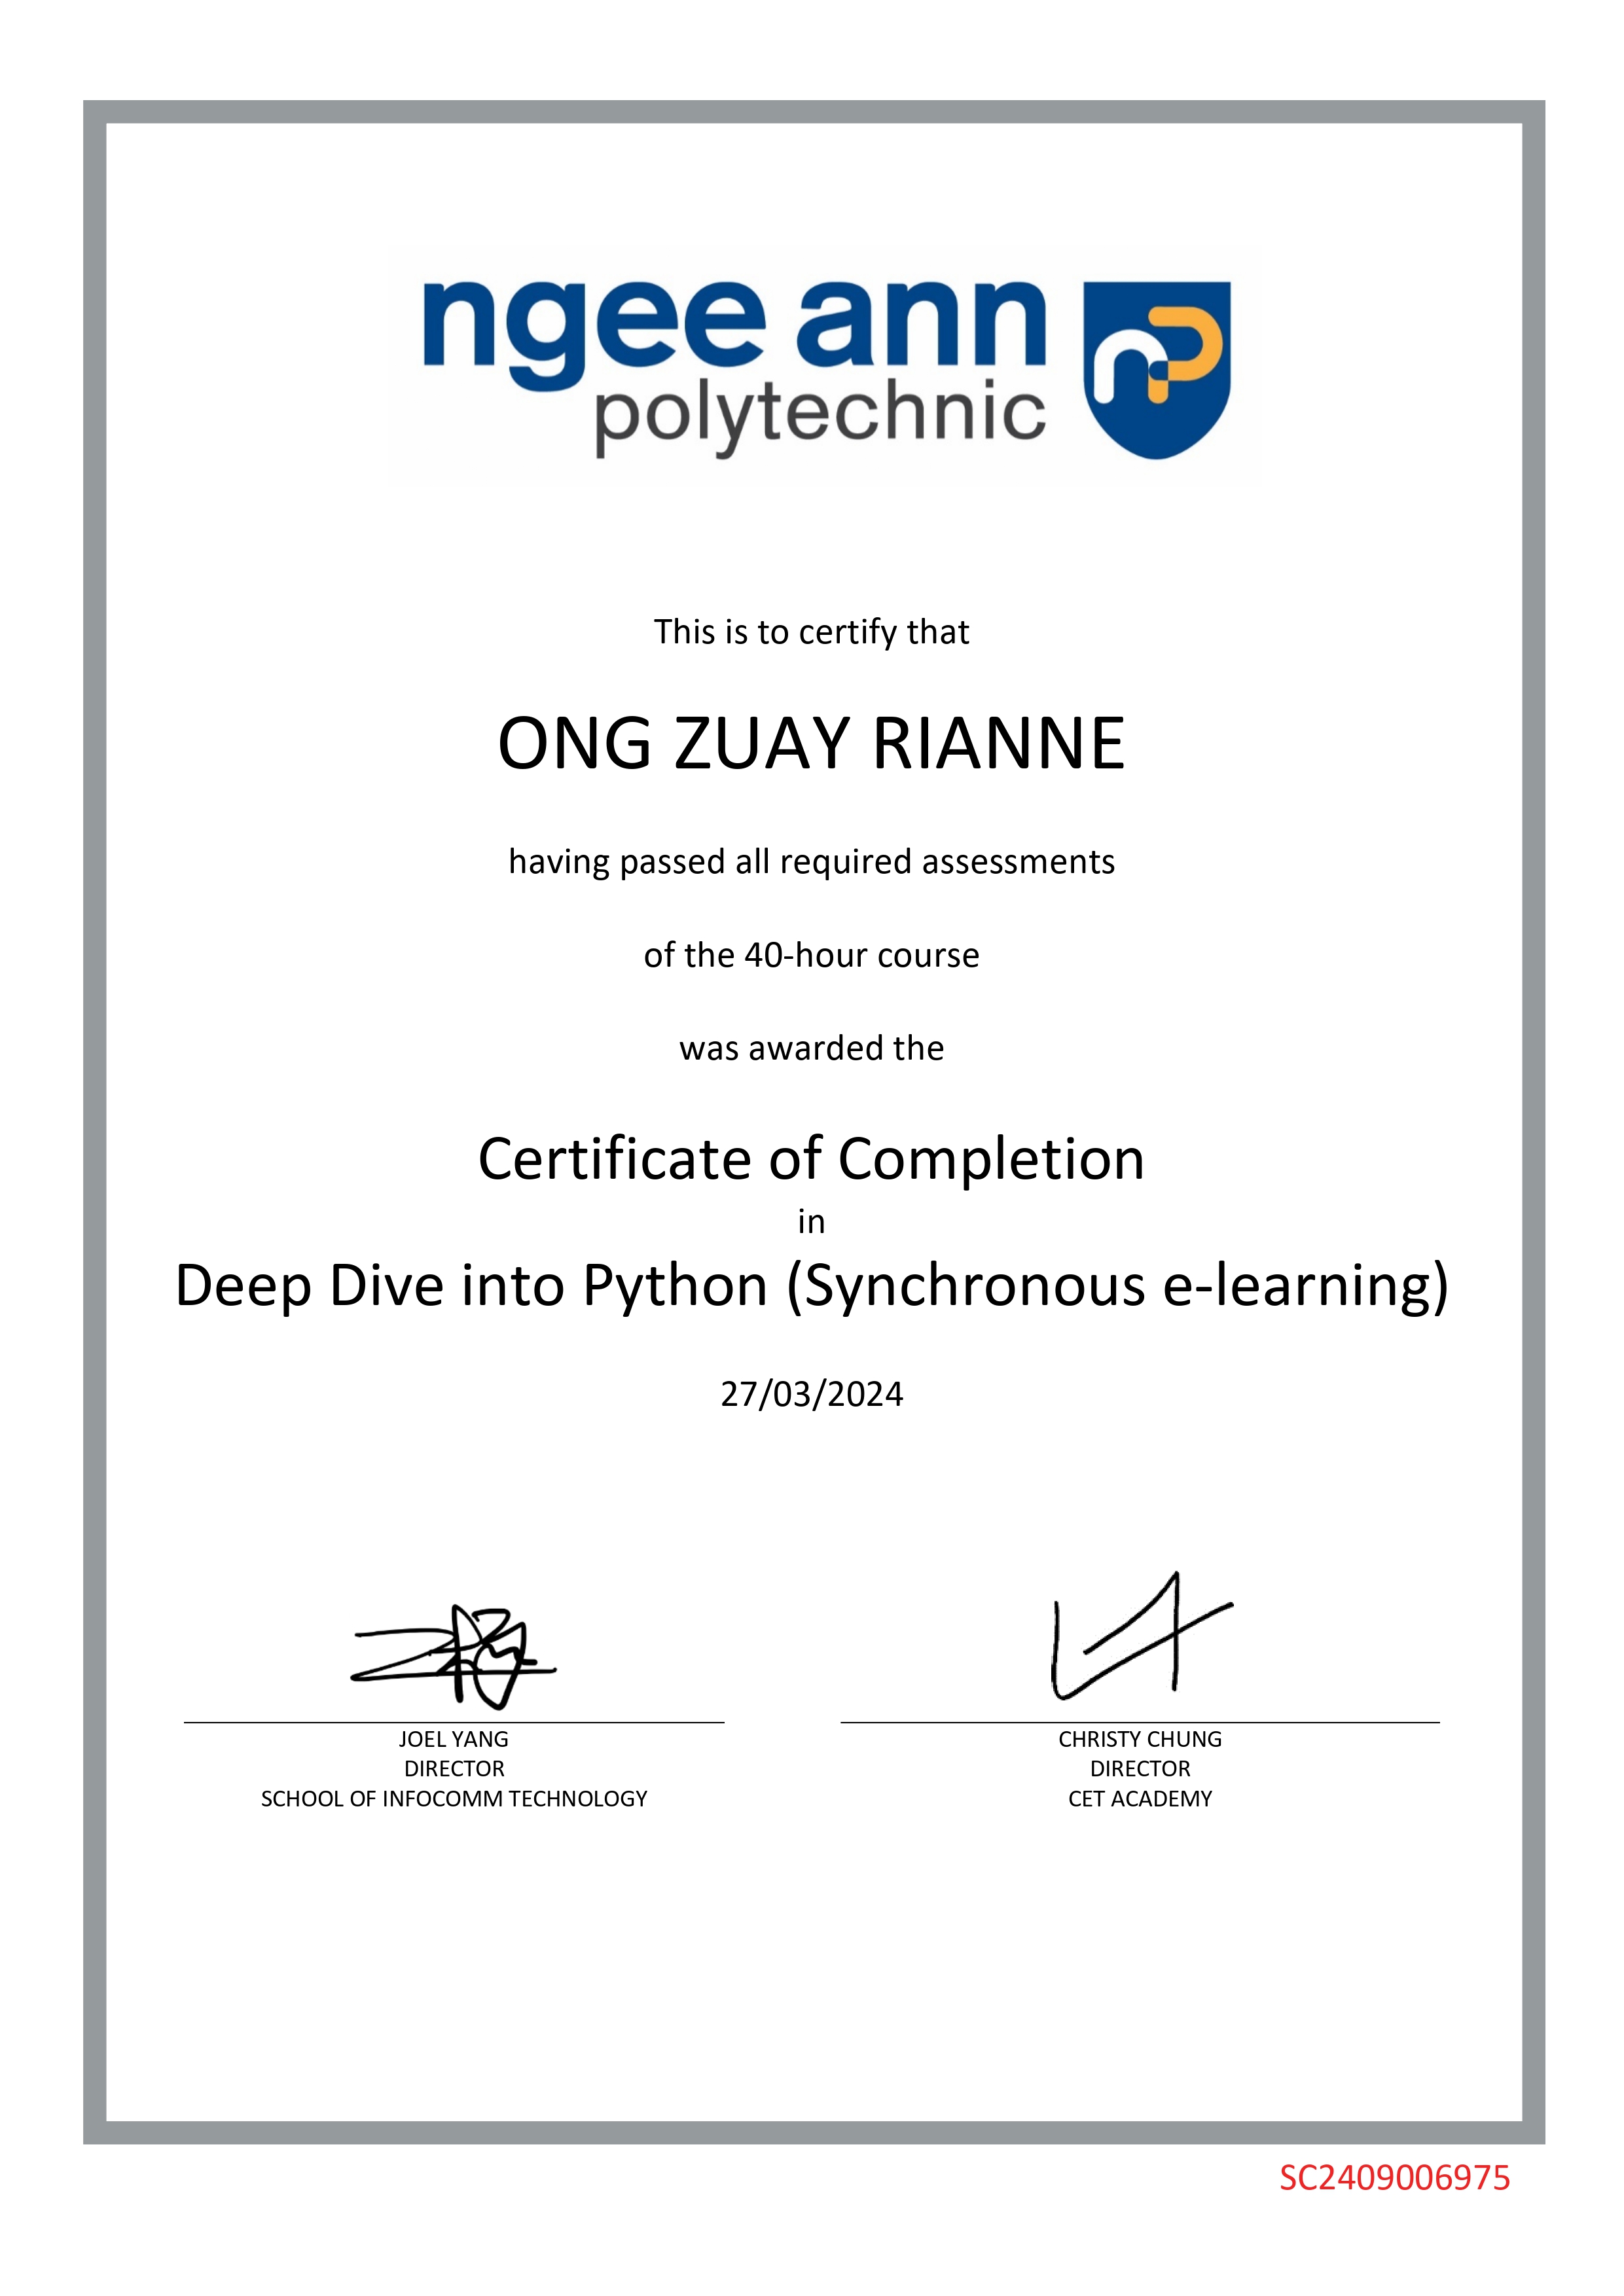 ngee ann
polytechnic
This is to certify that
ONG ZUAY RIANNE
having passed all required assessments
of the 40-hour course
was awarded the
Certificate of Completion
in
Deep Dive into Python (Synchronous e-learning)
27/03/2024
JOEL YANG
DIRECTOR
SCHOOL OF INFOCOMM TECHNOLOGY
CHRISTY CHUNG
DIRECTOR
CET ACADEMY
SC2409006975